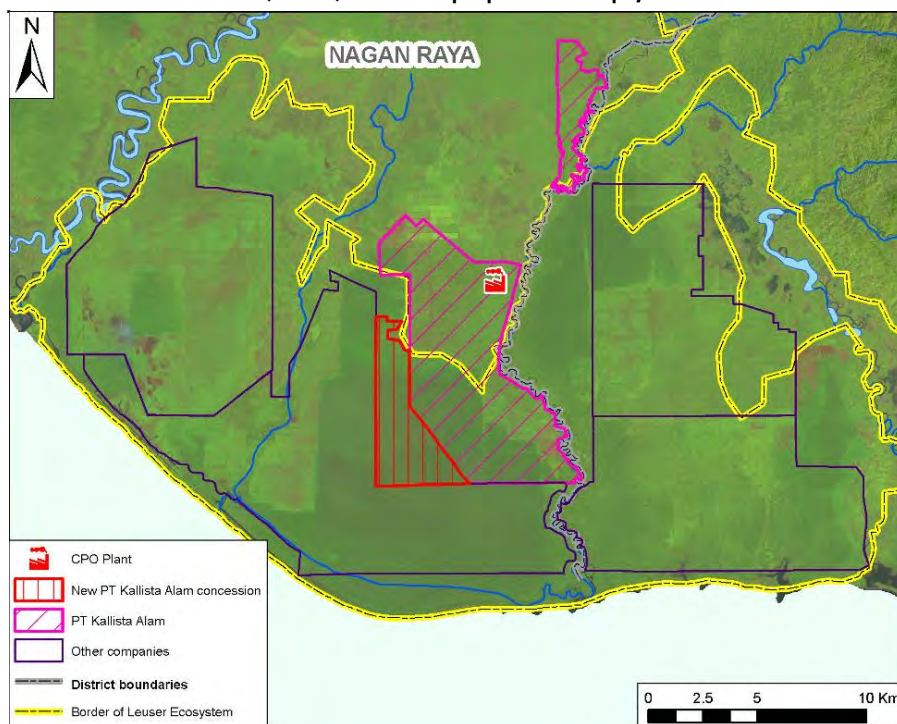 N
NAGAN RAYA
CPO Plant
New PT Kallista Alam concession
PT Kallista Alam
Other companies
District boundaries
Border of Leuser Ecosystem
0 2.5 5 10 Km